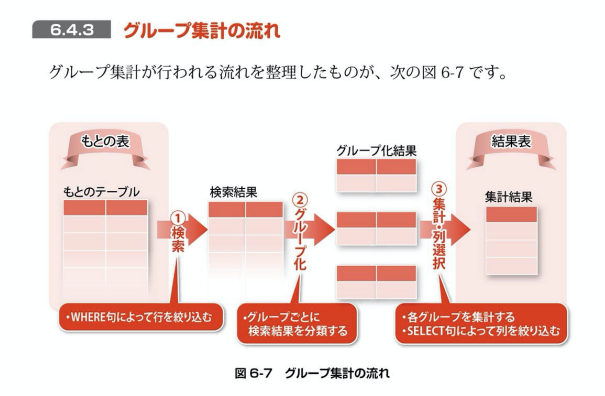 6.4.3 グループ集計の流れ
グループ集計が行われる流れを整理したものが、次の図 6-7 です。
もとの表
結果表
グループ化結果
もとのテーブル
検索結果
集計結果
①検索
②グループ化
③集計・列選択
・WHERE句によって行を絞り込む
・グループごとに
検索結果を分類する
・各グループを集計する
・SELECT句によって列を絞り込む
図 6-7 グループ集計の流れ